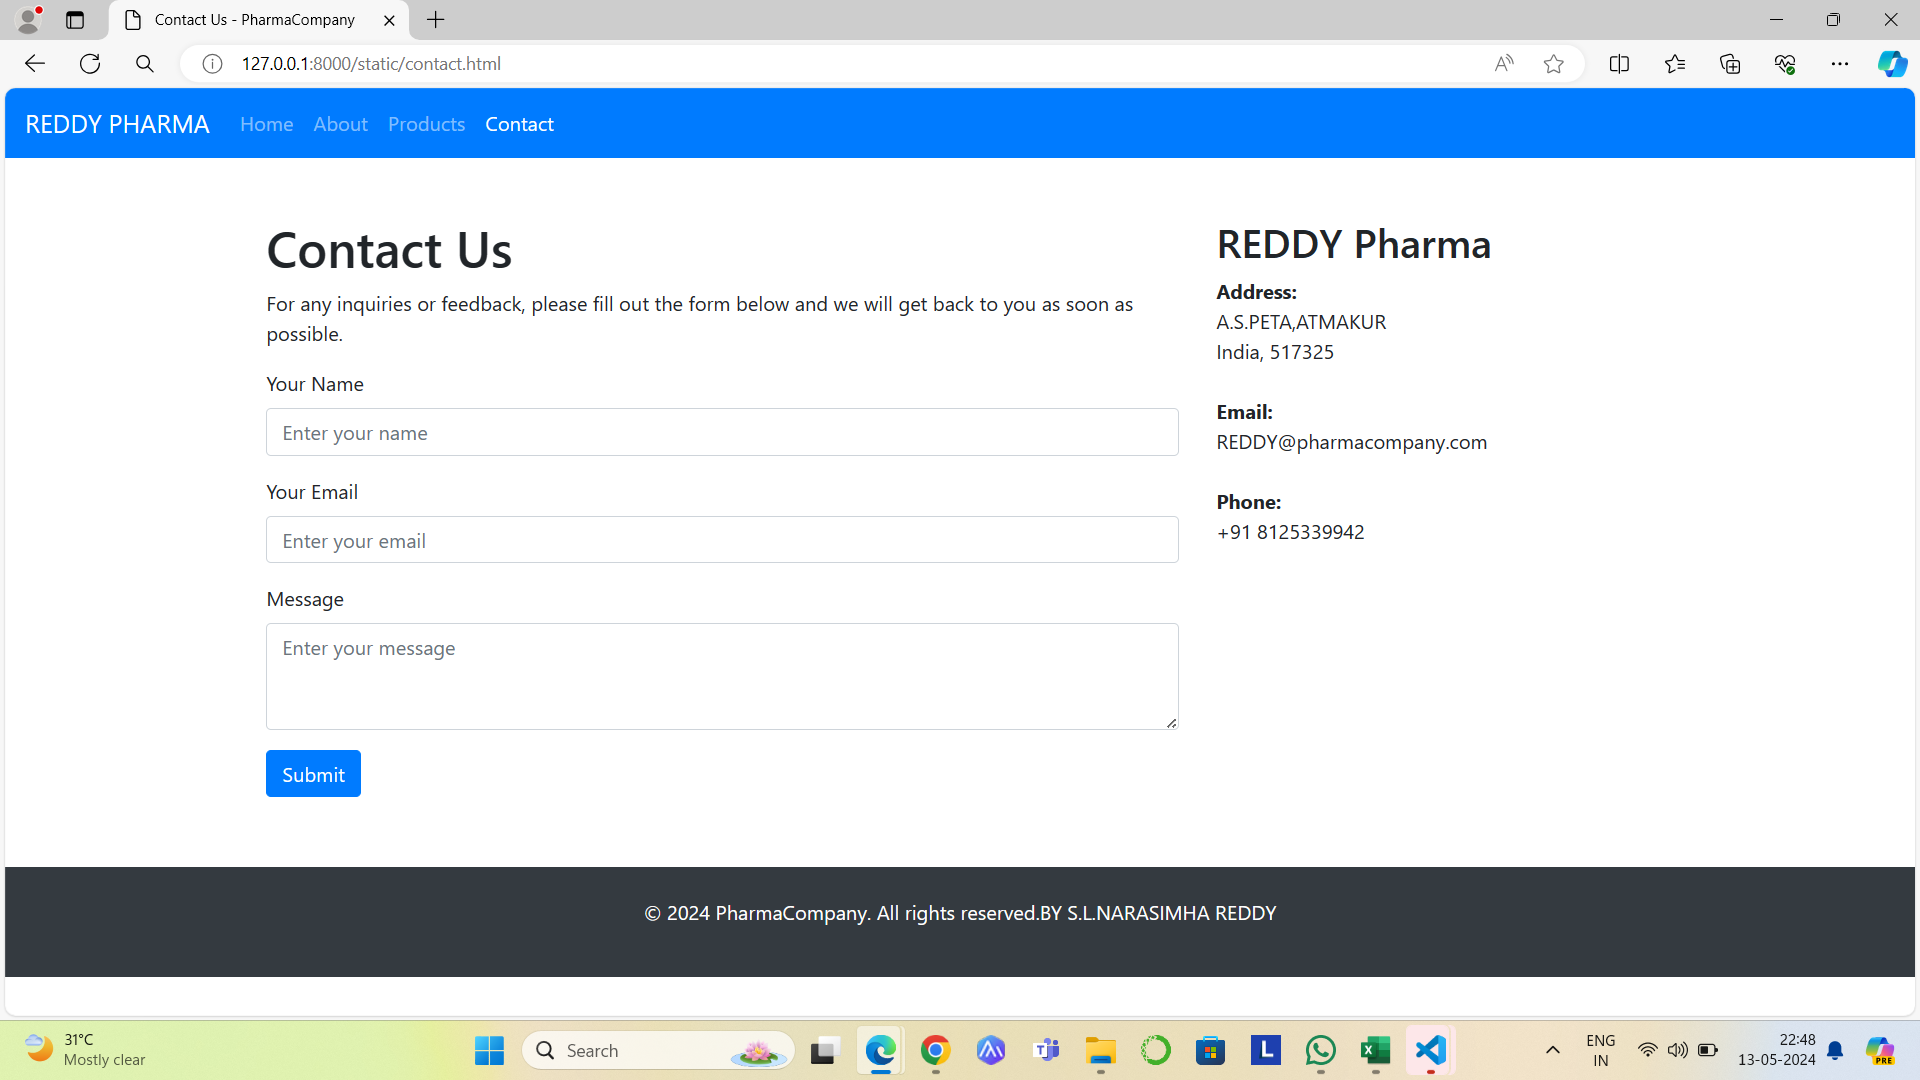 Contact Us - PharmaCompany
127.0.0.1:8000/static/contact.html
REDDY PHARMA Home About Products Contact
Contact Us
For any inquiries or feedback, please fill out the form below and we will get back to you as soon as
possible.
Your Name
Enter your name
Your Email
Enter your email
Message
Enter your message
Submit
REDDY Pharma
Address:
A.S.PETA,ATMAKUR
India, 517325
Email:
REDDY@pharmacompany.com
Phone:
+91 8125339942
© 2024 PharmaCompany. All rights reserved.BY S.L.NARASIMHA REDDY
31°C
Mostly clear
Search
L
ENG
IN
22:48
13-05-2024
PRE